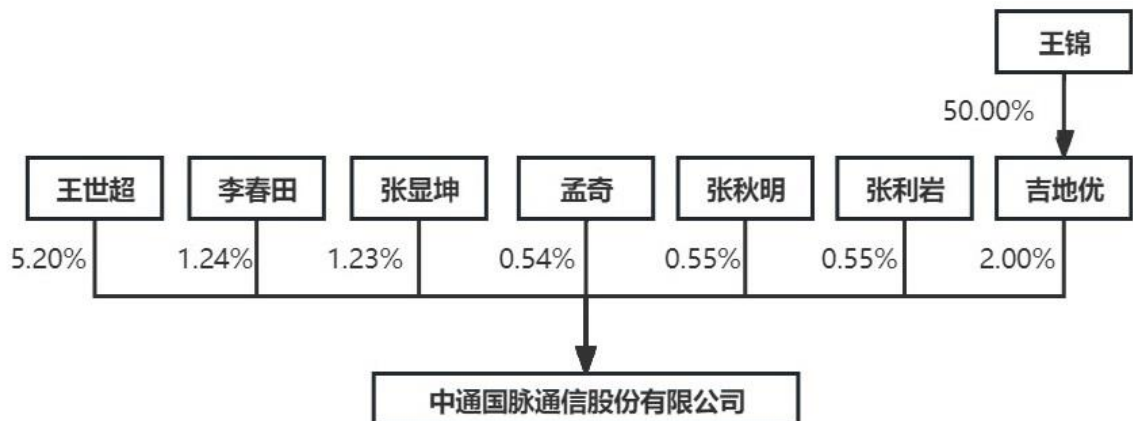 王锦
50.00%
王世超
李春田
张显坤
孟奇
张秋明
张利岩
吉地优
5.20%
1.24%
1.23%
0.54%
0.55%
0.55%
2.00%
中通国脉通信股份有限公司